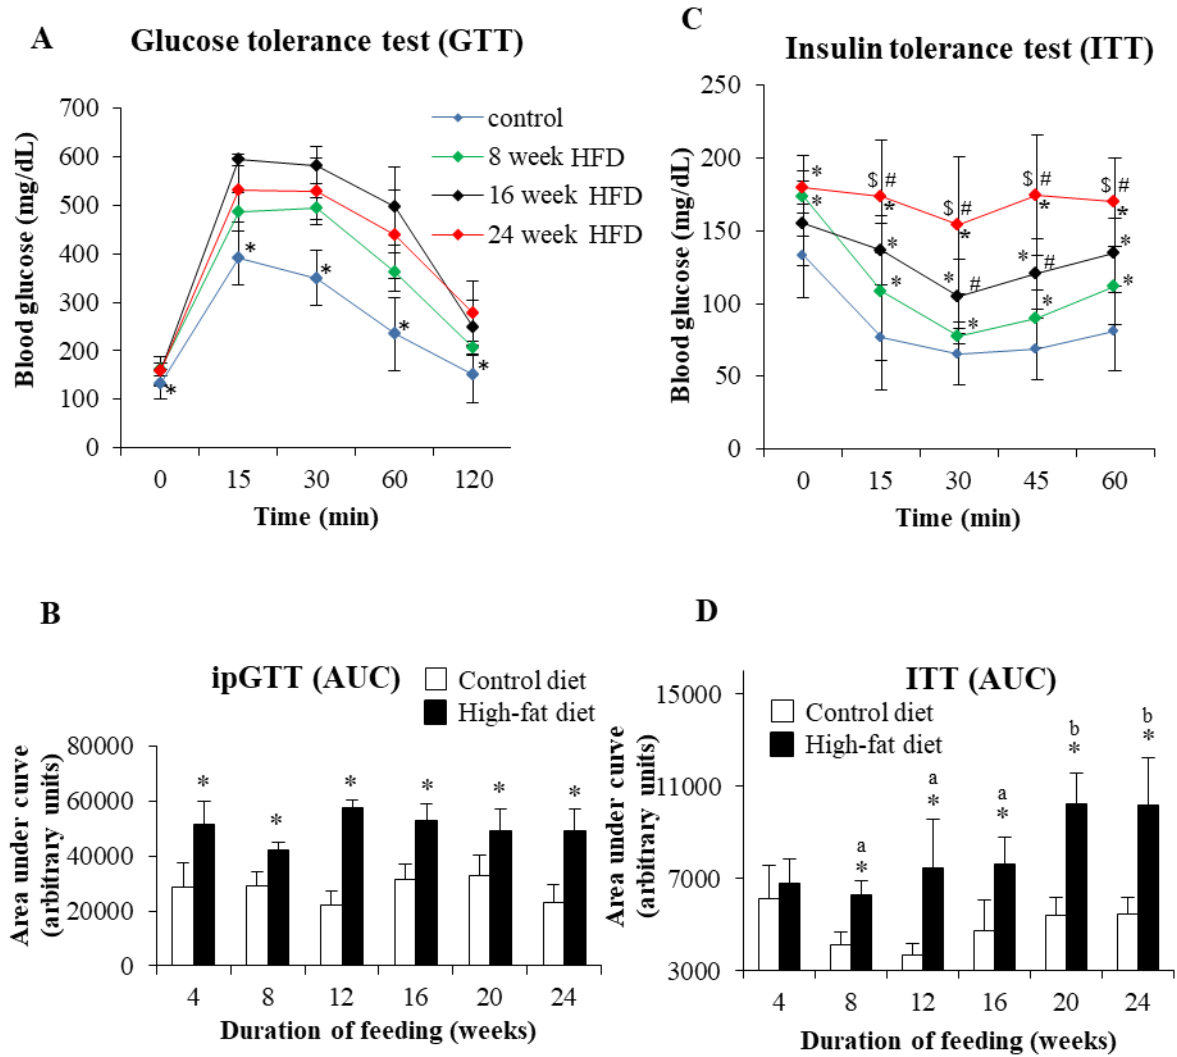 A
Glucose tolerance test (GTT)
Blood glucose (mg/dL)
700
600
500
400
300
200
100
0
control
8 week HFD
16 week HFD
24 week HFD
*
*
*
*
*
0 15 30 60 120
Time (min)
C
Insulin tolerance test (ITT)
Blood glucose (mg/dL)
250
200
150
100
50
0
*
*
$ #
*
*
*
$ #
*
* #
*
$ #
*
* #
*
$ #
*
*
*
0 15 30 45 60
Time (min)
B
ipGTT (AUC)
Control diet
High-fat diet
Area under curve
(arbitrary units)
80000
60000
40000
20000
0
* * * * * *
4 8 12 16 20 24
Duration of feeding (weeks)
D
ITT (AUC)
Control diet
High-fat diet
Area under curve
(arbitrary units)
15000
11000
7000
3000
a
*
a
*
a
*
b
*
b
*
4 8 12 16 20 24
Duration of feeding (weeks)